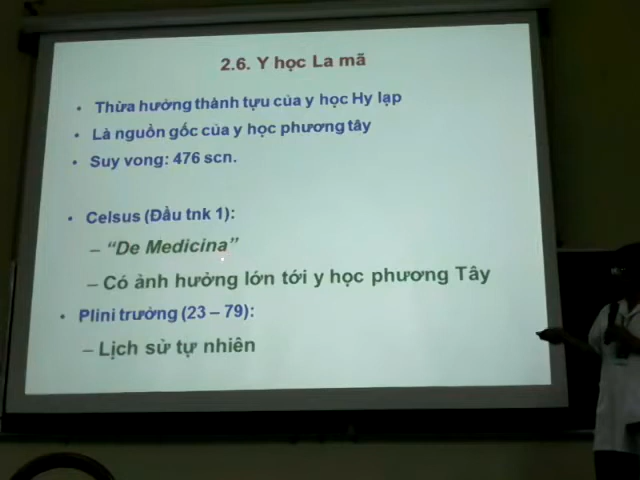 2.6. Y học La mã
• Thừa hưởng thành tựu của y học Hy lạp
• Là nguồn gốc của y học phương tây
• Suy vong: 476 scn.
• Celsus (Đầu tnk 1):
– “De Medicina”
– Có ảnh hưởng lớn tới y học phương Tây
• Plini trưởng (23 – 79):
– Lịch sử tự nhiên